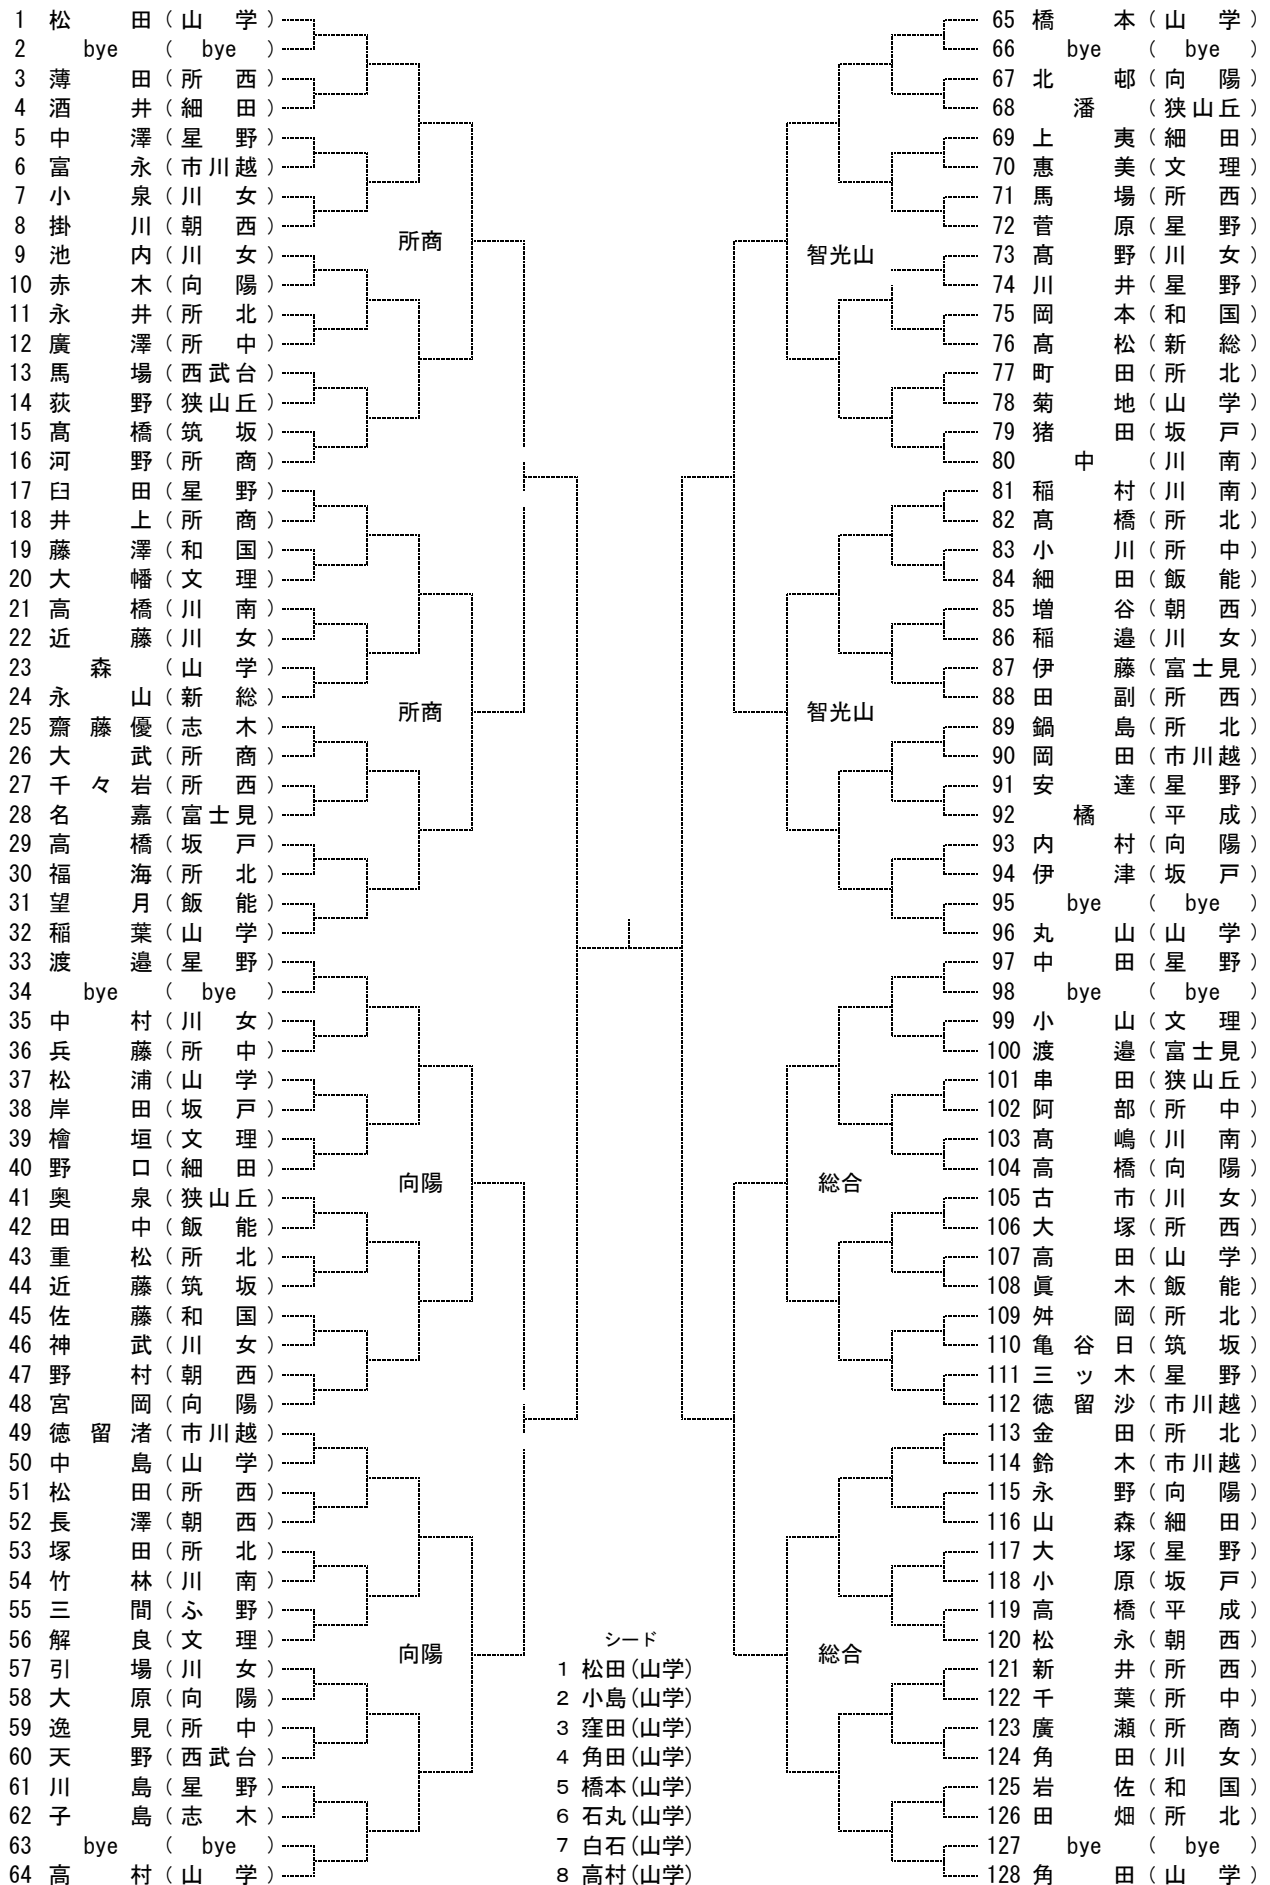 1 松田（山学）
2 bye（bye）
3 薄田（所西）
4 酒井（細田）
5 中澤（星野）
6 富永（市川越）
7 小泉（川女）
8 掛川（朝西）
所商
9 池内（川女）
10 赤木（向陽）
11 永井（所北）
12 廣澤（所中）
13 馬場（西武台）
14 荻野（狭山丘）
15 髙橋（筑坂）
16 河野（所商）
17 臼田（星野）
18 井上（所商）
19 藤澤（和国）
20 大幡（文理）
21 高橋（川南）
22 近藤（川女）
23 森（山学）
24 永山（新総）
所商
25 齋藤優（志木）
26 大武（所商）
27 千々岩（所西）
28 名嘉（富士見）
29 高橋（坂戸）
30 福海（所北）
31 望月（飯能）
32 稲葉（山学）
33 渡邉（星野）
34 bye（bye）
35 中村（川女）
36 兵藤（所中）
37 松浦（山学）
38 岸田（坂戸）
39 檜垣（文理）
40 野口（細田）
向陽
41 奥泉（狭山丘）
42 田中（飯能）
43 重松（所北）
44 近藤（筑坂）
45 佐藤（和国）
46 神武（川女）
47 野村（朝西）
48 宮岡（向陽）
49 徳留渚（市川越）
50 中島（山学）
51 松田（所西）
52 長澤（朝西）
53 塚田（所北）
54 竹林（川南）
55 三間（ふ野）
56 解良（文理）
向陽
57 引場（川女）
58 大原（向陽）
59 逸見（所中）
60 天野（西武台）
61 川島（星野）
62 子島（志木）
63 bye（bye）
64 高村（山学）
シード
1 松田(山学)
2 小島(山学)
3 窪田(山学)
4 角田(山学)
5 橋本(山学)
6 石丸(山学)
7 白石(山学)
8 高村(山学)
65 橋本（山学）
66 bye（bye）
67 北邨（向陽）
68 潘（狭山丘）
69 上夷（細田）
70 惠美（文理）
71 馬場（所西）
72 菅原（星野）
智光山
73 髙野（川女）
74 川井（星野）
75 岡本（和国）
76 髙松（新総）
77 町田（所北）
78 菊地（山学）
79 猪田（坂戸）
80 中（川南）
81 稲村（川南）
82 髙橋（所北）
83 小川（所中）
84 細田（飯能）
85 増谷（朝西）
86 稲邉（川女）
87 伊藤（富士見）
88 田副（所西）
智光山
89 鍋島（所北）
90 岡田（市川越）
91 安達（星野）
92 橘（平成）
93 内村（向陽）
94 伊津（坂戸）
95 bye（bye）
96 丸山（山学）
97 中田（星野）
98 bye（bye）
99 小山（文理）
100 渡邉（富士見）
101 串田（狭山丘）
102 阿部（所中）
103 髙嶋（川南）
104 高橋（向陽）
総合
105 古市（川女）
106 大塚（所西）
107 高田（山学）
108 眞木（飯能）
109 舛岡（所北）
110 亀谷日（筑坂）
111 三ッ木（星野）
112 徳留沙（市川越）
113 金田（所北）
114 鈴木（市川越）
115 永野（向陽）
116 山森（細田）
117 大塚（星野）
118 小原（坂戸）
119 高橋（平成）
120 松永（朝西）
総合
121 新井（所西）
122 千葉（所中）
123 廣瀬（所商）
124 角田（川女）
125 岩佐（和国）
126 田畑（所北）
127 bye（bye）
128 角田（山学）